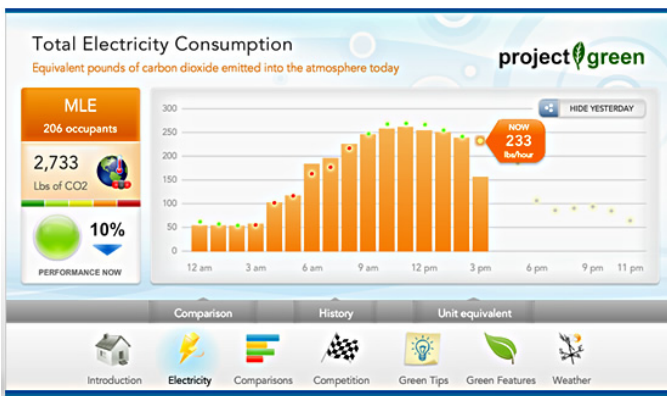 Total Electricity Consumption
Equivalent pounds of carbon dioxide emitted into the atmosphere today
project green
MLE
206 occupants
2,733
Lbs of CO2
10%
PERFORMANCE NOW
HIDE YESTERDAY
NOW
233
lbs/hour
300
250
200
150
100
50
0
12 am 3 am 6 am 9 am 12 pm 3 pm 6 pm 9 pm 11 pm
Comparison History Unit equivalent
Introduction Electricity Comparisons Competition Green Tips Green Features Weather